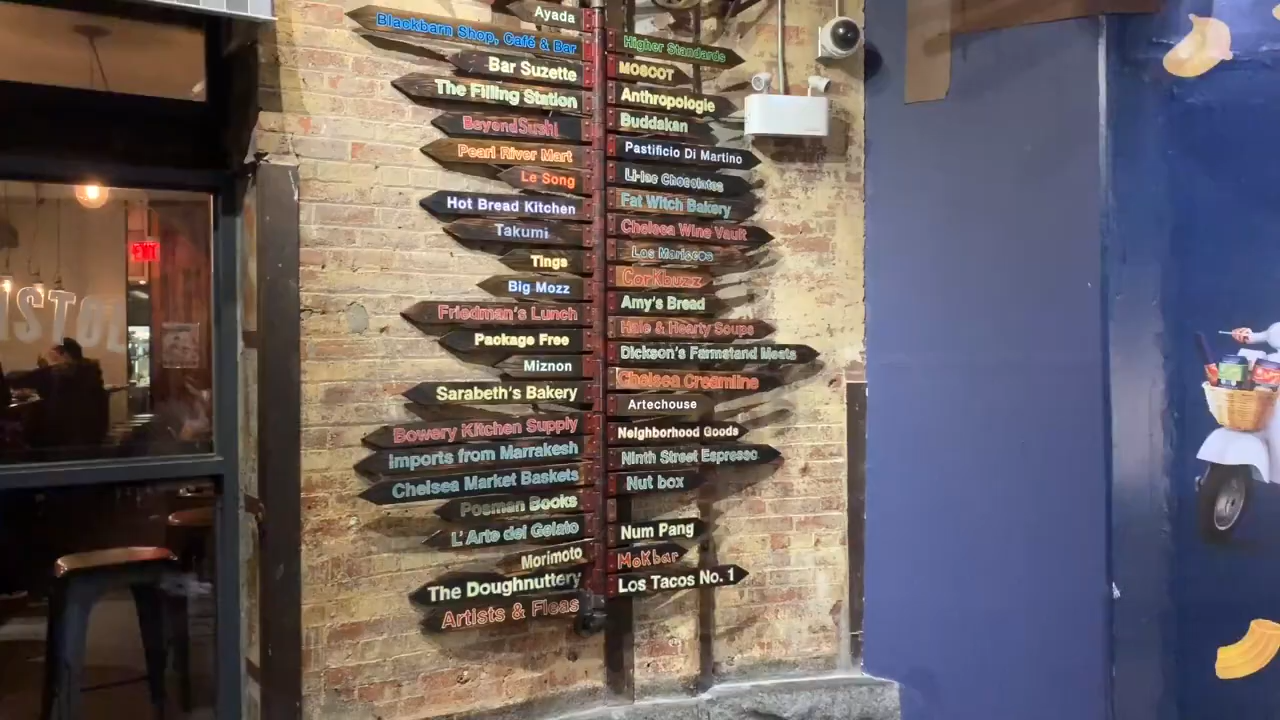 Ayada
Blackbarn Shop, Café & Bar
Bar Suzette
The Filling Station
BeyondSushi
Pearl River Mart
Le Song
Hot Bread Kitchen
Takumi
Tings
Big Mozz
Friedman's Lunch
Package Free
Miznon
Sarabeth's Bakery
Bowery Kitchen Supply
Imports from Marrakesh
Chelsea Market Baskets
Posman Books
L'Arte del Gelato
Morimoto
The Doughnuttery
Artists & Fleas
Higher Standards
MOSCOT
Anthropologie
Buddakan
Pastificio Di Martino
Li-lac Chocolates
Fat Witch Bakery
Chelsea Wine Vault
Los Mariscos
Corkbuzz
Amy's Bread
Hale & Hearty Soups
Dickson's Farmstand Meats
Chelsea Creamline
Artechouse
Neighborhood Goods
Ninth Street Espresso
Nut box
Num Pang
MoKbar
Los Tacos No. 1
EXIT